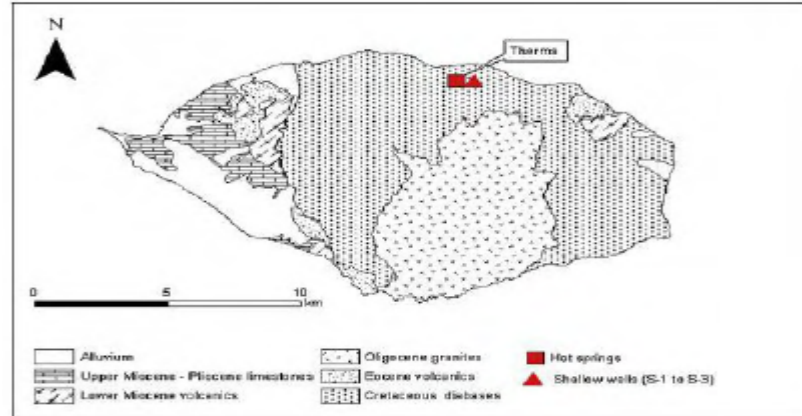 N
Therma
0 5 10
km
Alluvium
Upper Miocene - Pliocene limestones
Lower Miocene volcanics
Oligocene granites
Eocene volcanics
Cretaceous diabases
Hot springs
Shallow wells (S-1 to S-3)